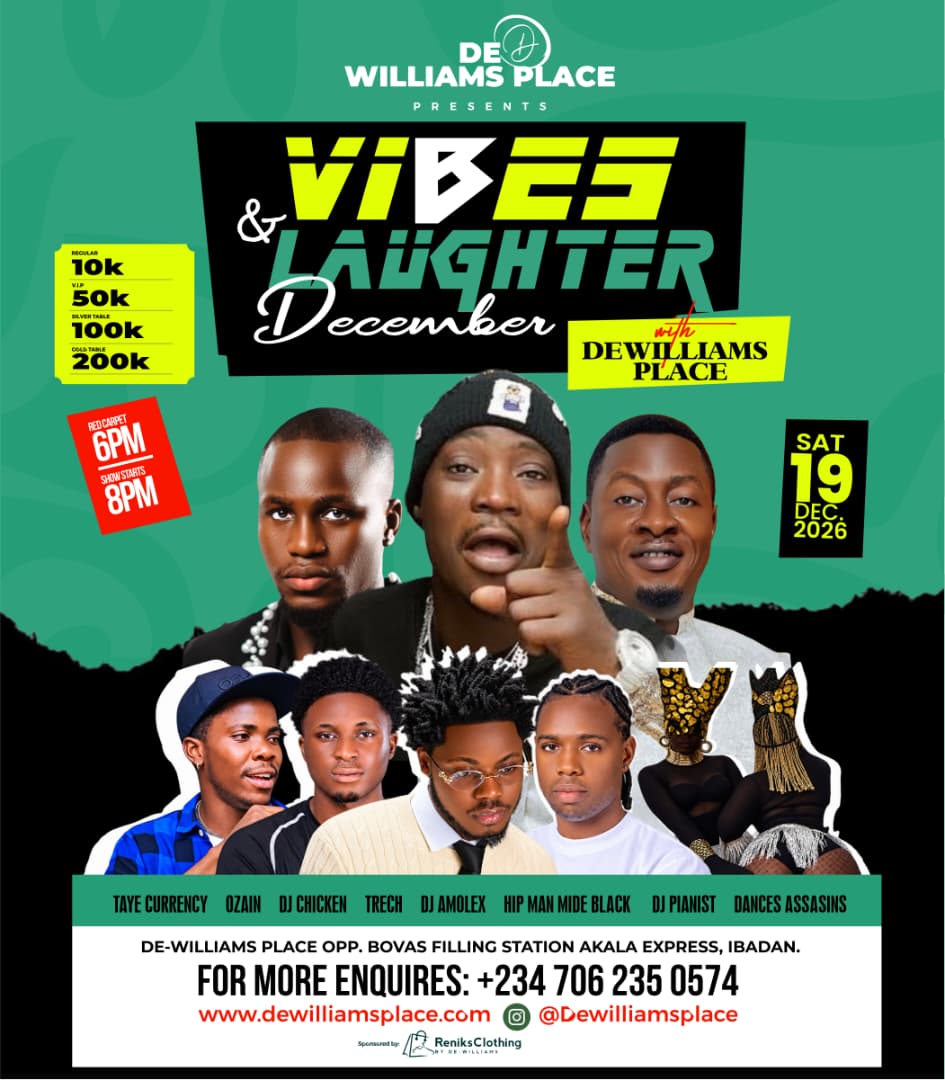 DE
WILLIAMS PLACE
PRESENTS
VIBES
& LAUGHTER
December
with
DEWILLIAMS
PLACE
REGULAR
10k
V.I.P
50k
SILVER TABLE
100k
GOLD TABLE
200k
RED CARPET
6PM
SHOW STARTS
8PM
SAT
19
DEC.
2026
TAYE CURRENCY OZAIN DJ CHICKEN TRECH DJ AMOLEX HIP MAN MIDE BLACK DJ PIANIST DANCES ASSASINS
DE-WILLIAMS PLACE OPP. BOVAS FILLING STATION AKALA EXPRESS, IBADAN.
FOR MORE ENQUIRES: +234 706 235 0574
www.dewilliamsplace.com @Dewilliamsplace
Sponsored by: ReniksClothing
BY DE-WILLIAMS